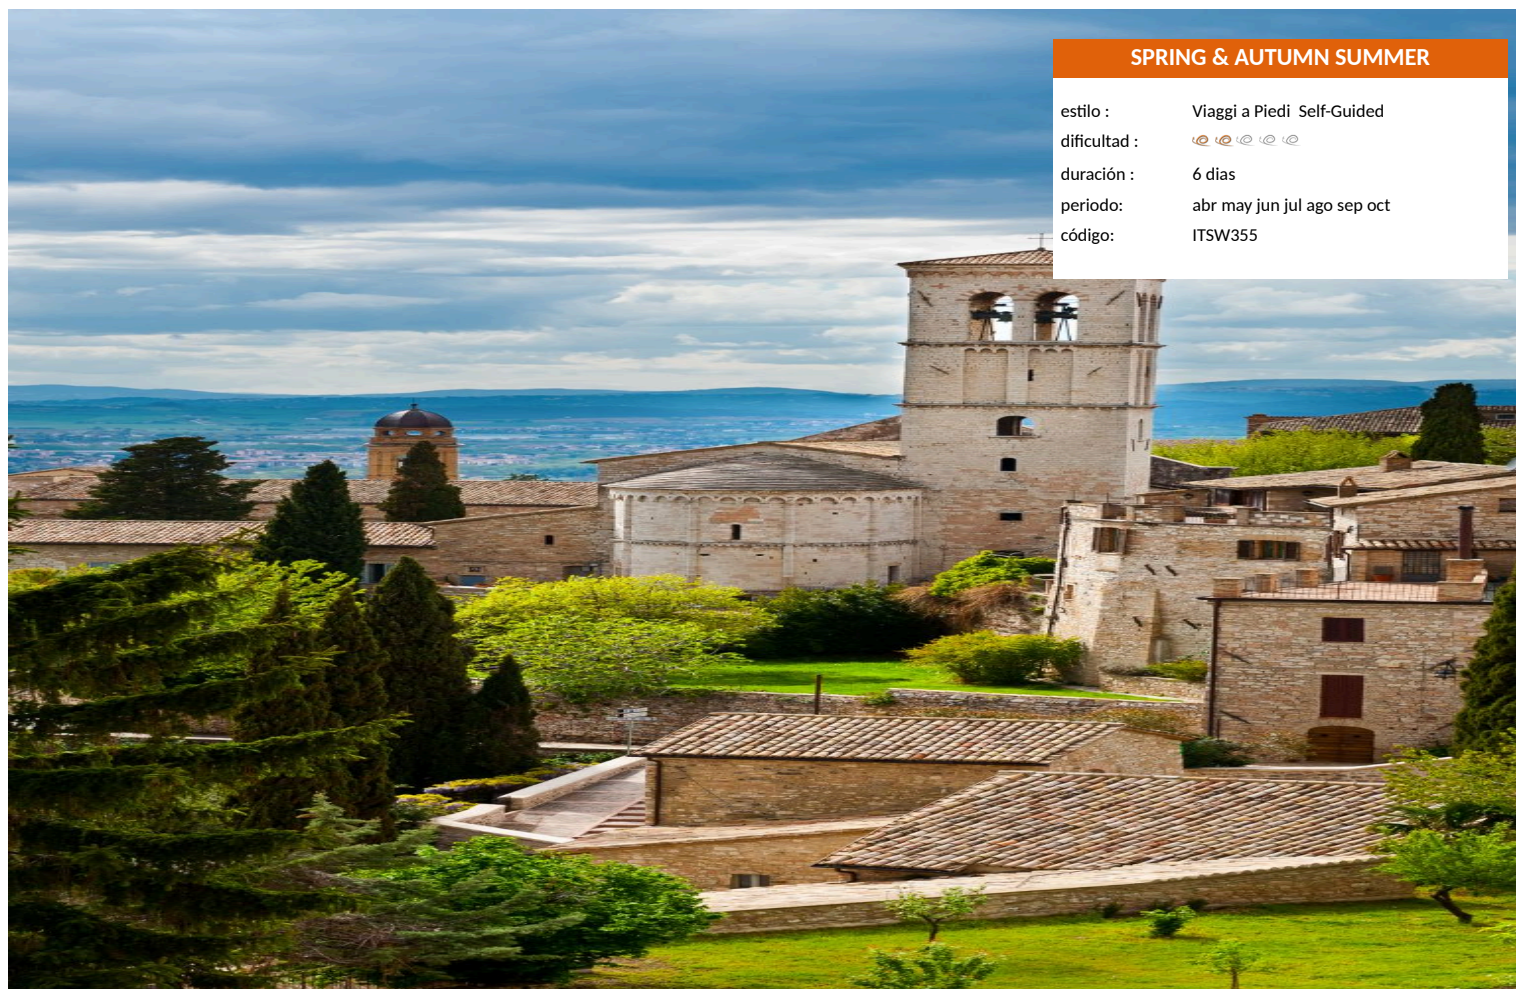 SPRING & AUTUMN SUMMER
estilo : Viaggi a Piedi Self-Guided
dificultad :
duración : 6 dias
periodo: abr may jun jul ago sep oct
código: ITSW355